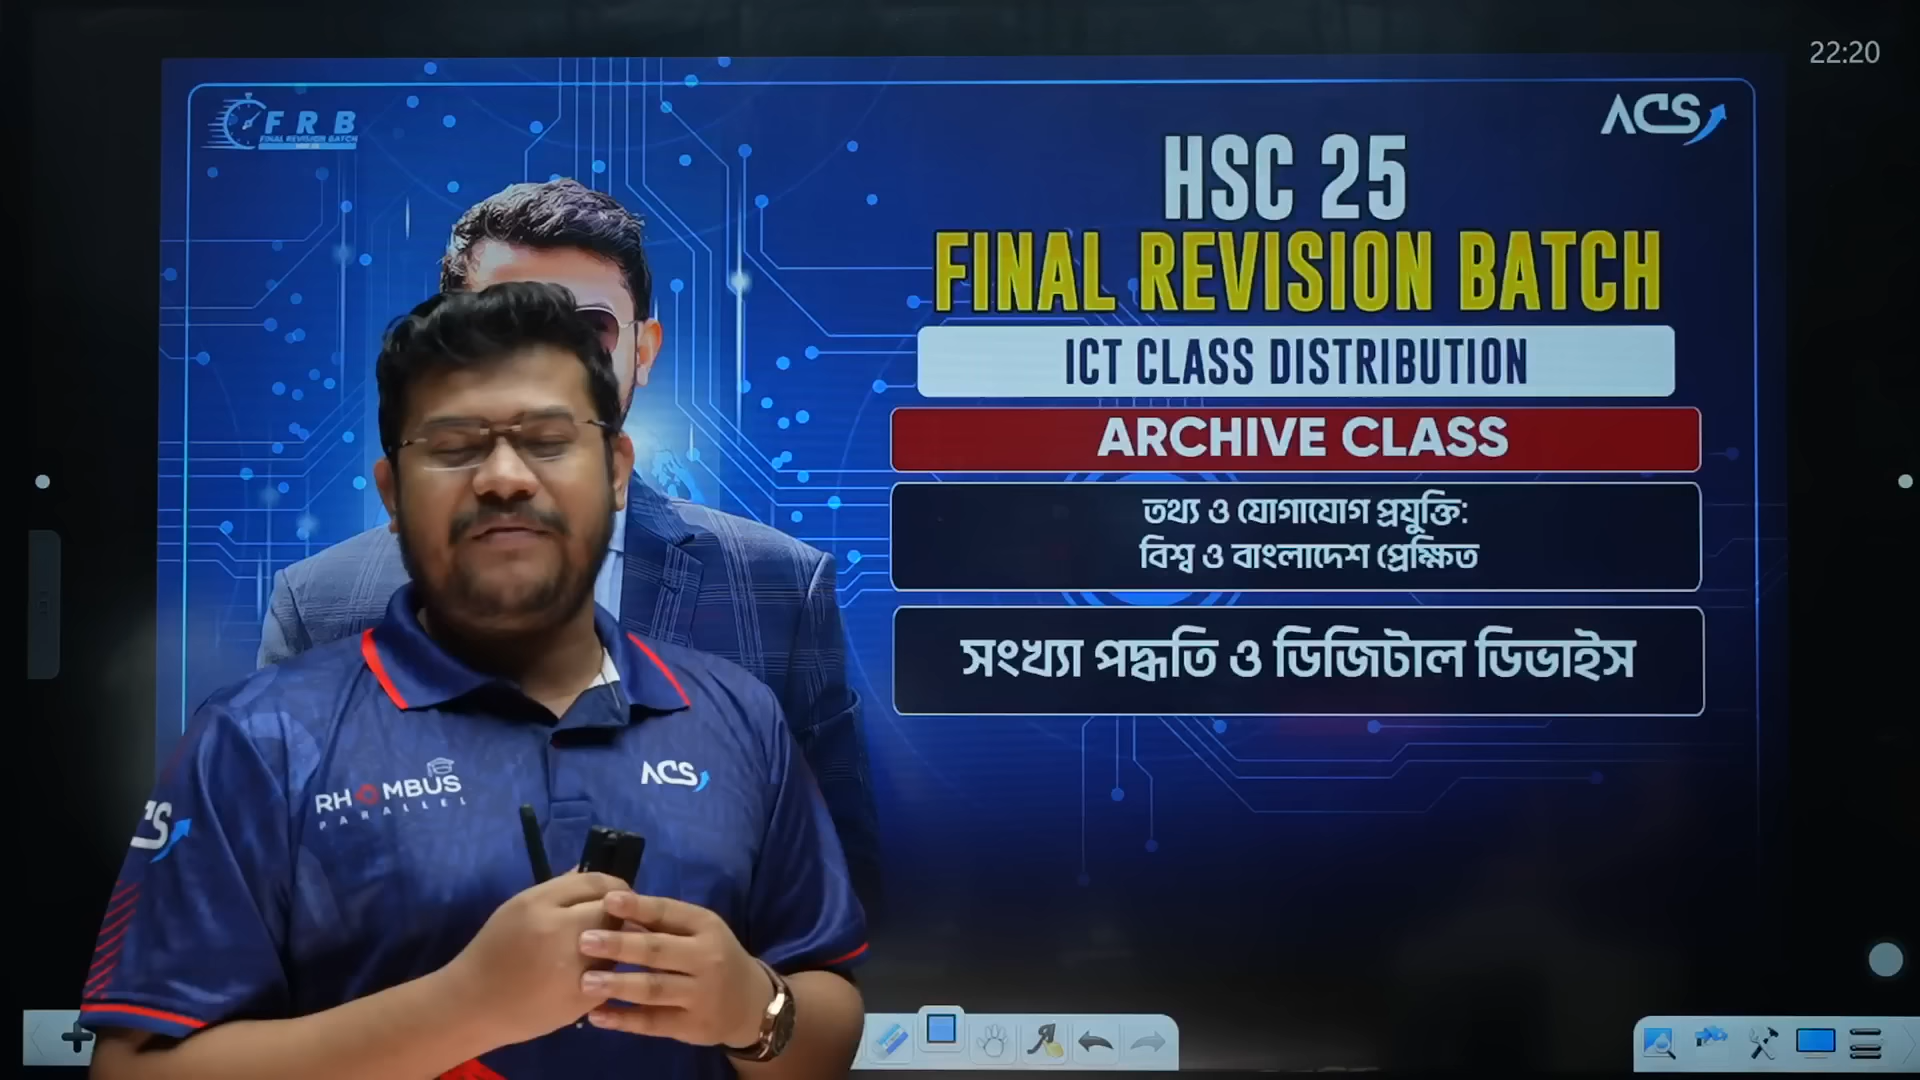 22:20
FRB
FINAL REVISION BATCH
ACS
HSC 25
FINAL REVISION BATCH
ICT CLASS DISTRIBUTION
ARCHIVE CLASS
তথ্য ও যোগাযোগ প্রযুক্তি:
বিশ্ব ও বাংলাদেশ প্রেক্ষিত
সংখ্যা পদ্ধতি ও ডিজিটাল ডিভাইস
RHOMBUS
PARALLEL
ACS
CS